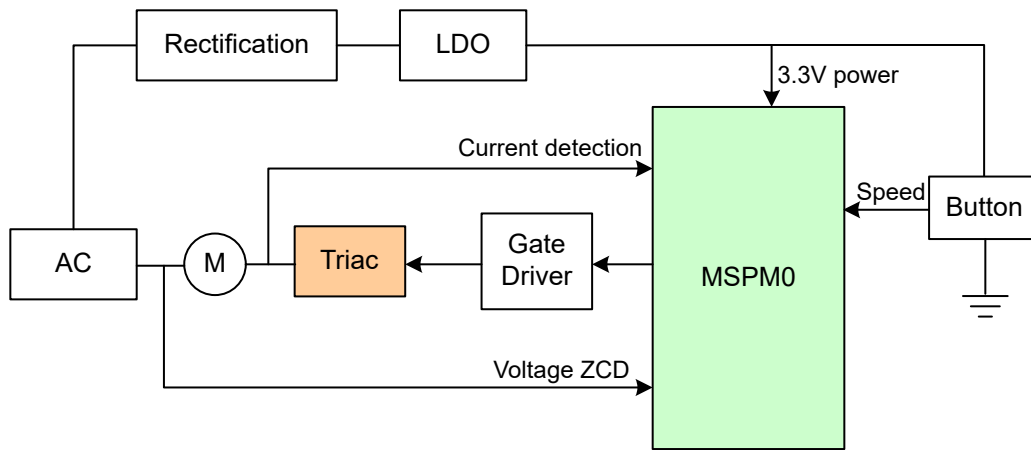 Rectification
LDO
3.3V power
Current detection
Speed
Button
AC
M
Triac
Gate
Driver
MSPM0
Voltage ZCD